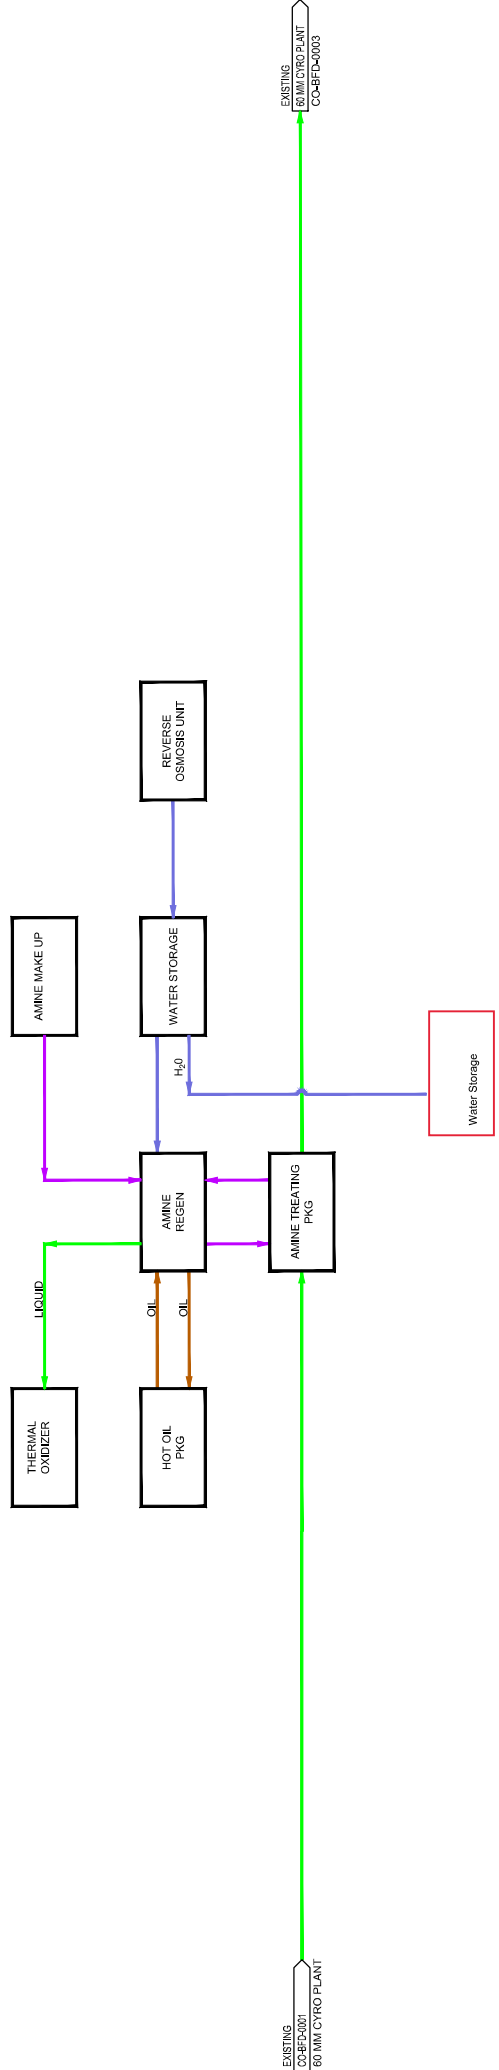 EXISTING
CO-BFD-0001
60 MM CYRO PLANT
THERMAL
OXIDIZER
LIQUID
HOT OIL
PKG
OIL
OIL
AMINE
REGEN
AMINE TREATING
PKG
AMINE MAKE UP
WATER STORAGE
H₂0
Water Storage
REVERSE
OSMOSIS UNIT
EXISTING
60 MM CYRO PLANT
CO-BFD-0003